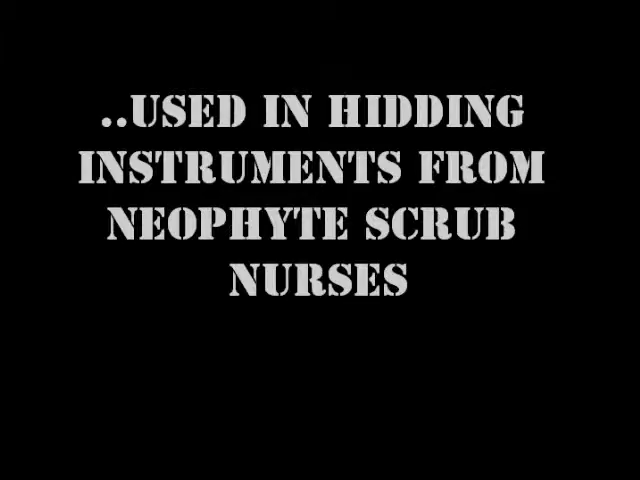 ..USED IN HIDDING
INSTRUMENTS FROM
NEOPHYTE SCRUB
NURSES